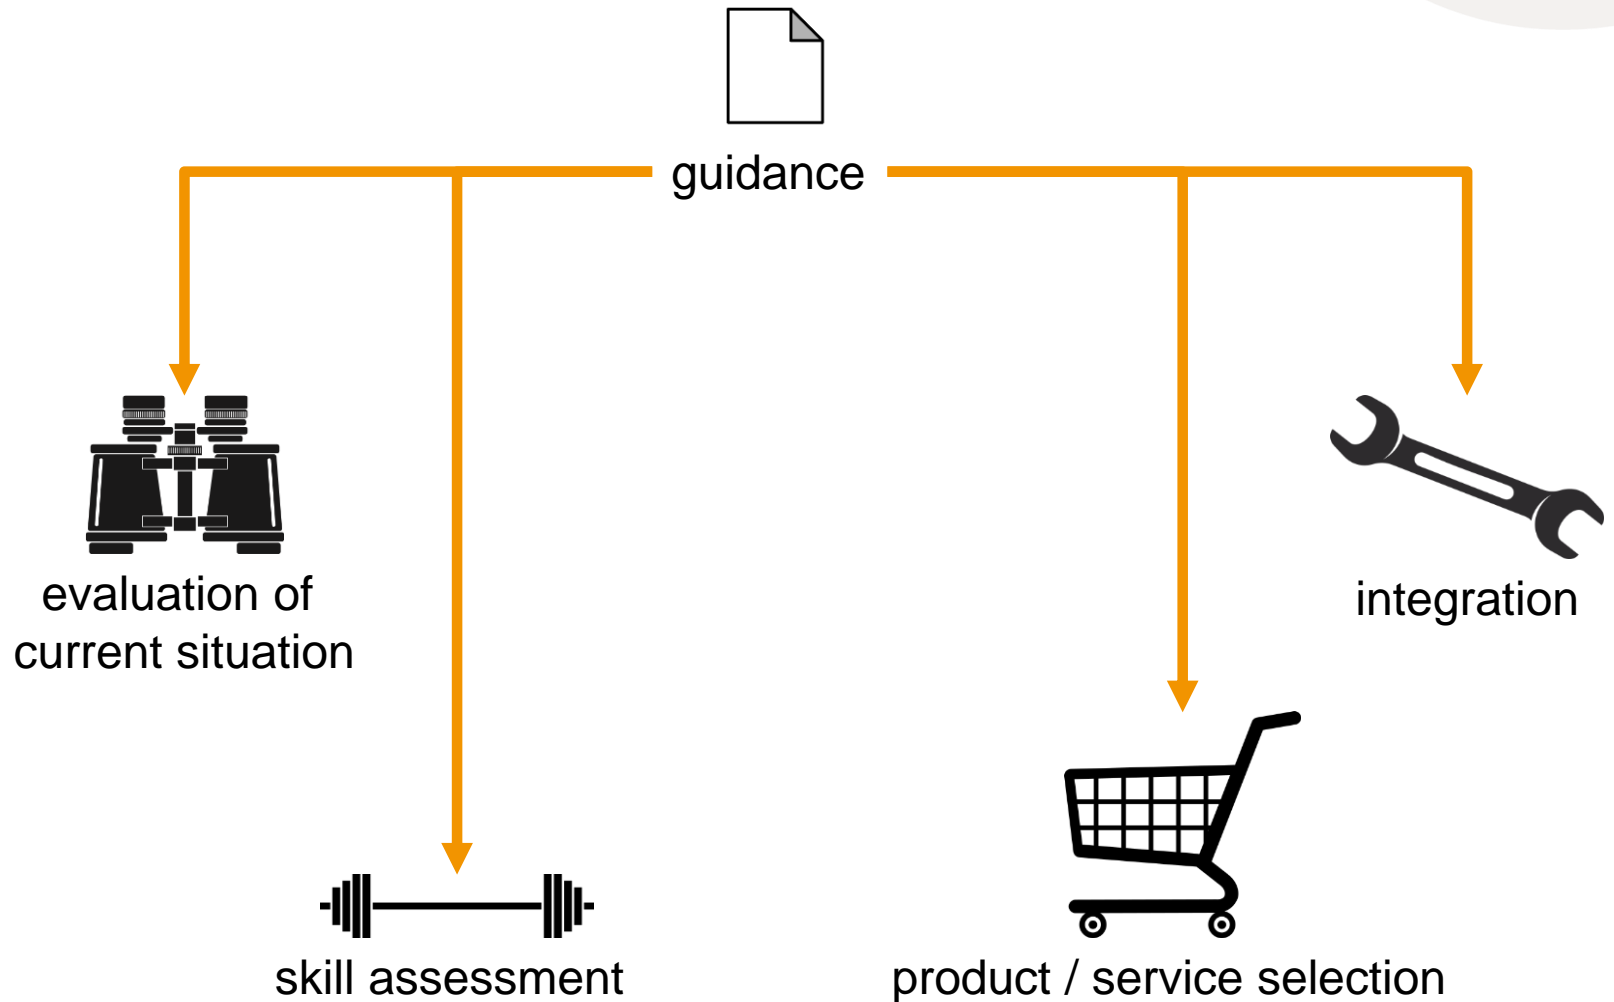 guidance
evaluation of
current situation
integration
skill assessment
product / service selection